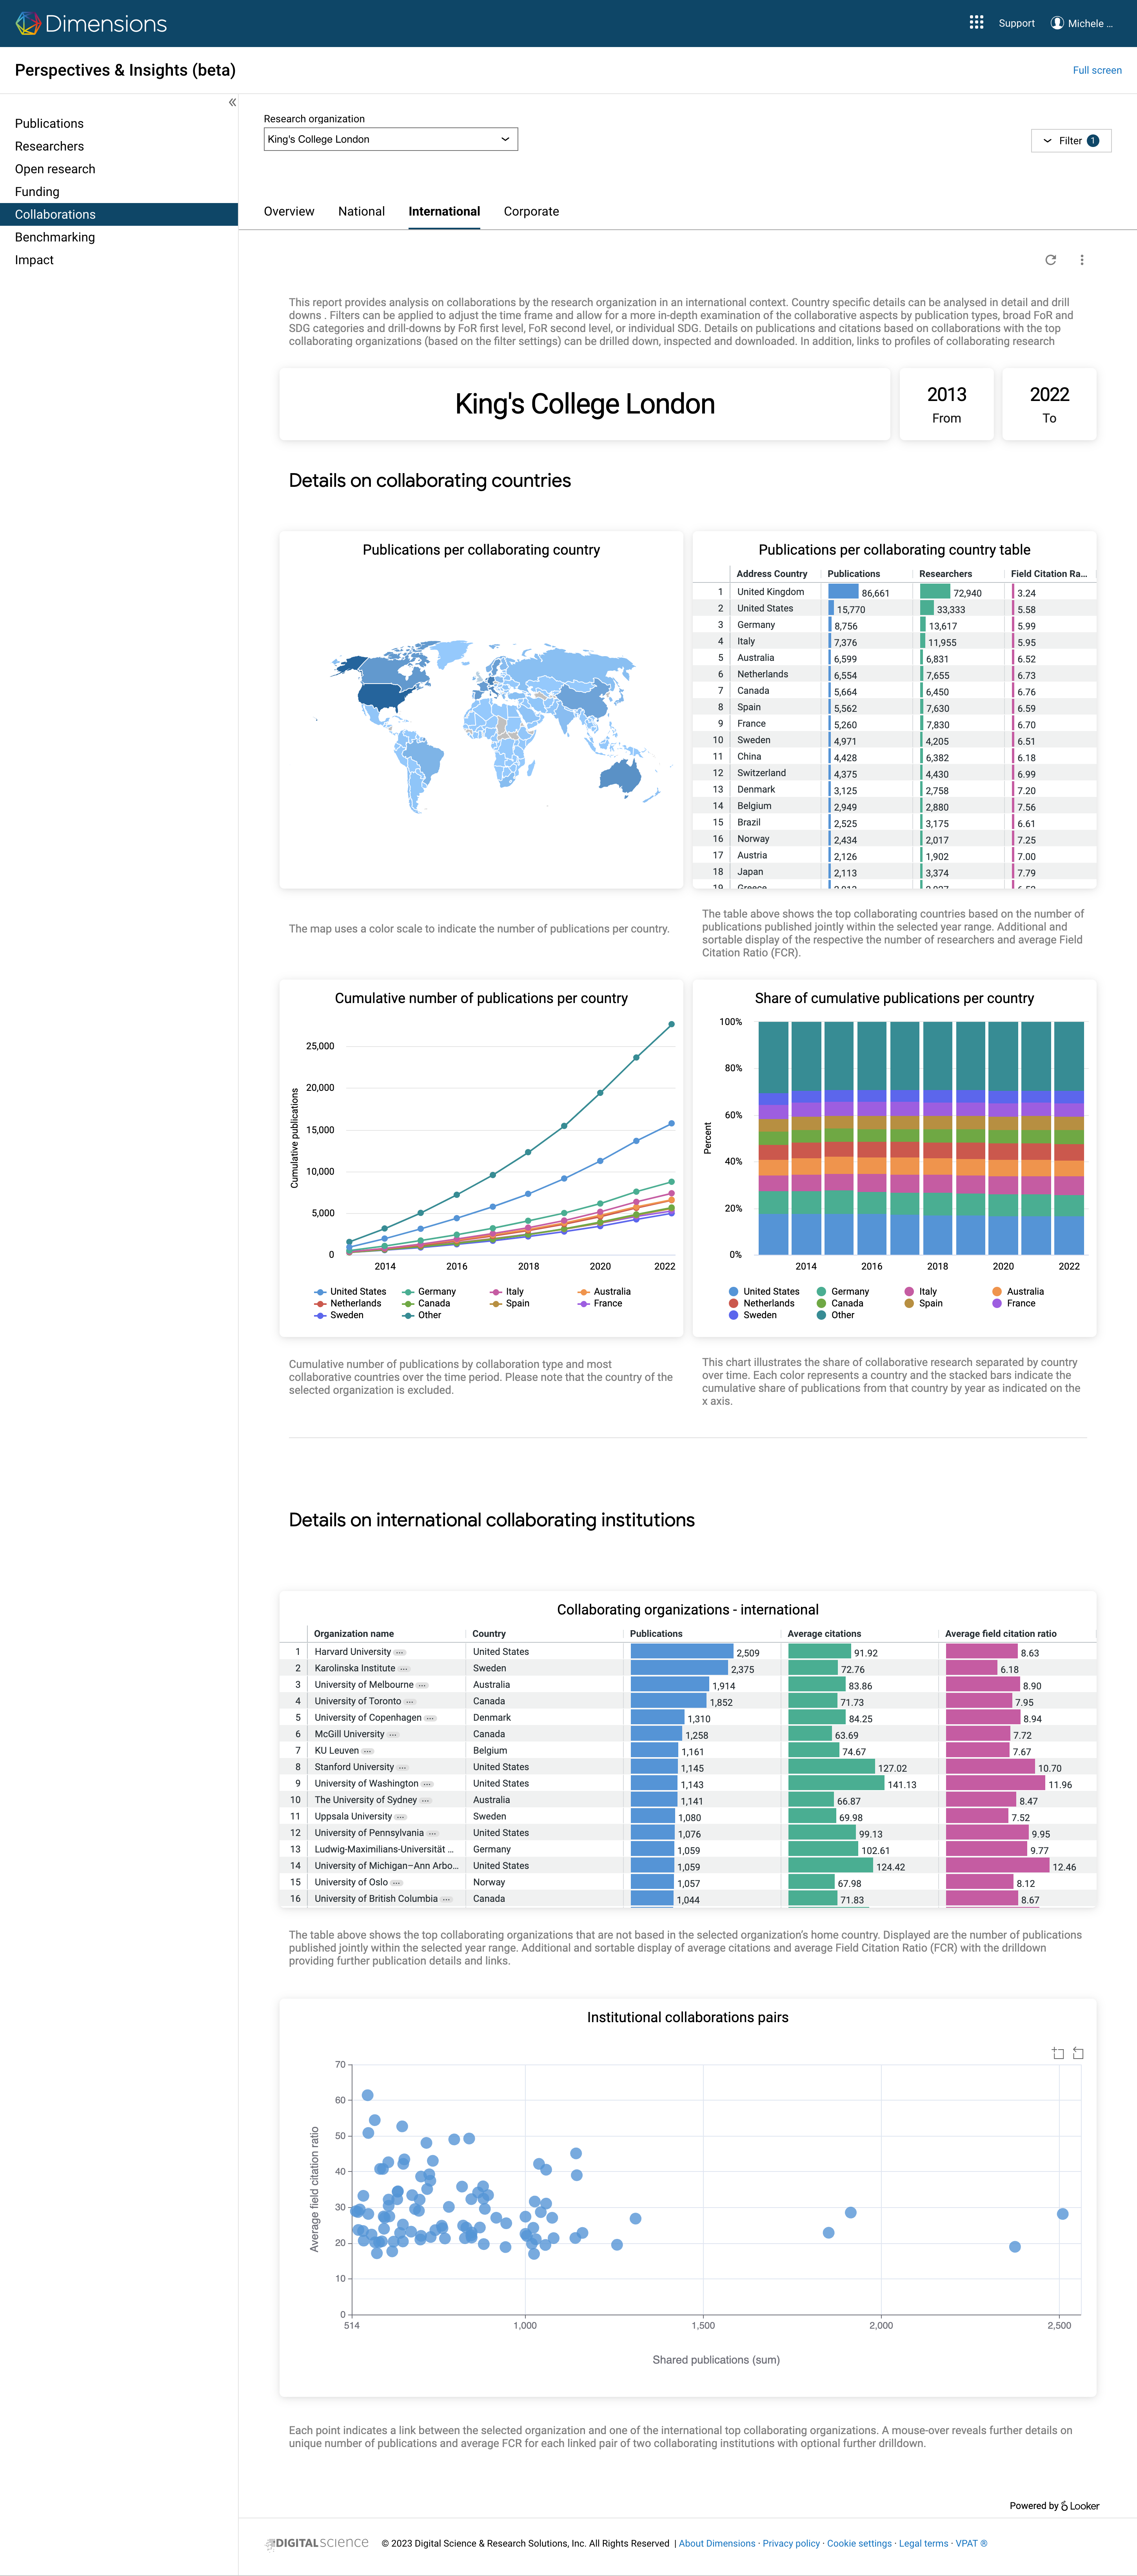 Dimensions
Support
Michele ...
Perspectives & Insights (beta)
Full screen
Publications
Researchers
Open research
Funding
Collaborations
Benchmarking
Impact
Research organization
King's College London
Filter 1
Overview National International Corporate
This report provides analysis on collaborations by the research organization in an international context. Country specific details can be analysed in detail and drill
downs . Filters can be applied to adjust the time frame and allow for a more in-depth examination of the collaborative aspects by publication types, broad FoR and
SDG categories and drill-downs by FoR first level, FoR second level, or individual SDG. Details on publications and citations based on collaborations with the top
collaborating organizations (based on the filter settings) can be drilled down, inspected and downloaded. In addition, links to profiles of collaborating research
King's College London
2013
From
2022
To
Details on collaborating countries
Publications per collaborating country
Publications per collaborating country table
Address Country Publications Researchers Field Citation Ra...
1 United Kingdom 86,661 72,940 3.24
2 United States 15,770 33,333 5.58
3 Germany 8,756 13,617 5.99
4 Italy 7,376 11,955 5.95
5 Australia 6,599 6,831 6.52
6 Netherlands 6,554 7,655 6.73
7 Canada 5,664 6,450 6.76
8 Spain 5,562 7,630 6.59
9 France 5,260 7,830 6.70
10 Sweden 4,971 4,205 6.51
11 China 4,428 6,382 6.18
12 Switzerland 4,375 4,430 6.99
13 Denmark 3,125 2,758 7.20
14 Belgium 2,949 2,880 7.56
15 Brazil 2,525 3,175 6.61
16 Norway 2,434 2,017 7.25
17 Austria 2,126 1,902 7.00
18 Japan 2,113 3,374 7.79
19 Greece
The map uses a color scale to indicate the number of publications per country.
The table above shows the top collaborating countries based on the number of
publications published jointly within the selected year range. Additional and
sortable display of the respective the number of researchers and average Field
Citation Ratio (FCR).
Cumulative number of publications per country
Cumulative publications
25,000
20,000
15,000
10,000
5,000
0
2014 2016 2018 2020 2022
United States Germany Italy Australia
Netherlands Canada Spain France
Sweden Other
Share of cumulative publications per country
Percent
100%
80%
60%
40%
20%
0%
2014 2016 2018 2020 2022
United States Germany Italy Australia
Netherlands Canada Spain France
Sweden Other
Cumulative number of publications by collaboration type and most
collaborative countries over the time period. Please note that the country of the
selected organization is excluded.
This chart illustrates the share of collaborative research separated by country
over time. Each color represents a country and the stacked bars indicate the
cumulative share of publications from that country by year as indicated on the
x axis.
Details on international collaborating institutions
Collaborating organizations - international
Organization name Country Publications Average citations Average field citation ratio
1 Harvard University United States 2,509 91.92 8.63
2 Karolinska Institute Sweden 2,375 72.76 6.18
3 University of Melbourne Australia 1,914 83.86 8.90
4 University of Toronto Canada 1,852 71.73 7.95
5 University of Copenhagen Denmark 1,310 84.25 8.94
6 McGill University Canada 1,258 63.69 7.72
7 KU Leuven Belgium 1,161 74.67 7.67
8 Stanford University United States 1,145 127.02 10.70
9 University of Washington United States 1,143 141.13 11.96
10 The University of Sydney Australia 1,141 66.87 8.47
11 Uppsala University Sweden 1,080 69.98 7.52
12 University of Pennsylvania United States 1,076 99.13 9.95
13 Ludwig-Maximilians-Universität ... Germany 1,059 102.61 9.77
14 University of Michigan–Ann Arbo... United States 1,059 124.42 12.46
15 University of Oslo Norway 1,057 67.98 8.12
16 University of British Columbia Canada 1,044 71.83 8.67
The table above shows the top collaborating organizations that are not based in the selected organization's home country. Displayed are the number of publications
published jointly within the selected year range. Additional and sortable display of average citations and average Field Citation Ratio (FCR) with the drilldown
providing further publication details and links.
Institutional collaborations pairs
Average field citation ratio
70
60
50
40
30
20
10
0
514 1,000 1,500 2,000 2,500
Shared publications (sum)
Each point indicates a link between the selected organization and one of the international top collaborating organizations. A mouse-over reveals further details on
unique number of publications and average FCR for each linked pair of two collaborating institutions with optional further drilldown.
Powered by Looker
DIGITALSCIENCE © 2023 Digital Science & Research Solutions, Inc. All Rights Reserved | About Dimensions · Privacy policy · Cookie settings · Legal terms · VPAT ®